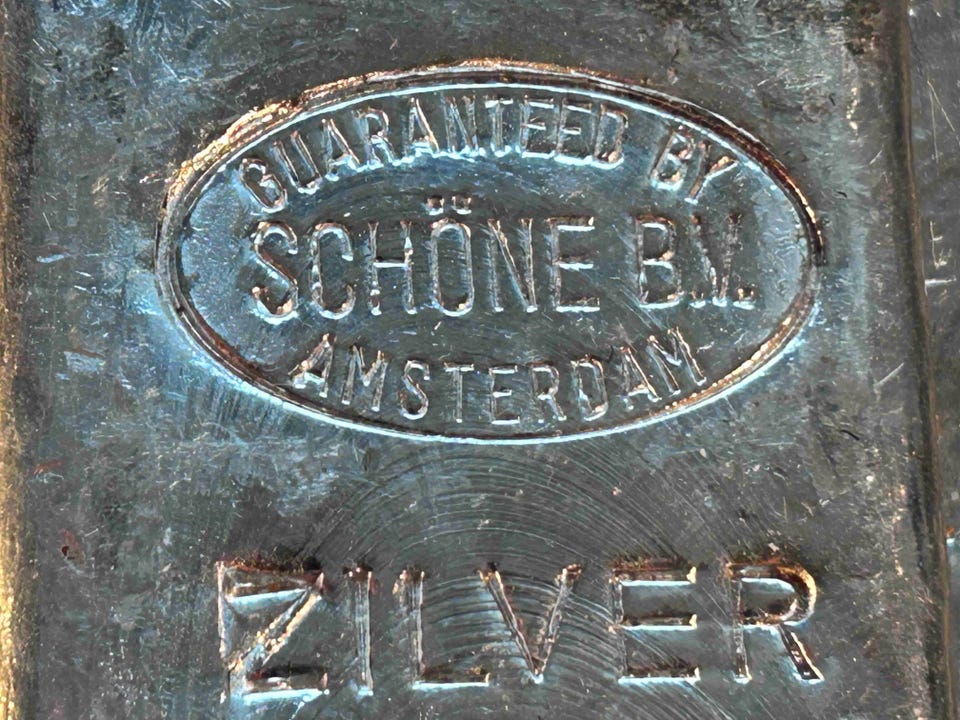 GUARANTEED BY
SCHÖNE B.V.
AMSTERDAM
ZILVER